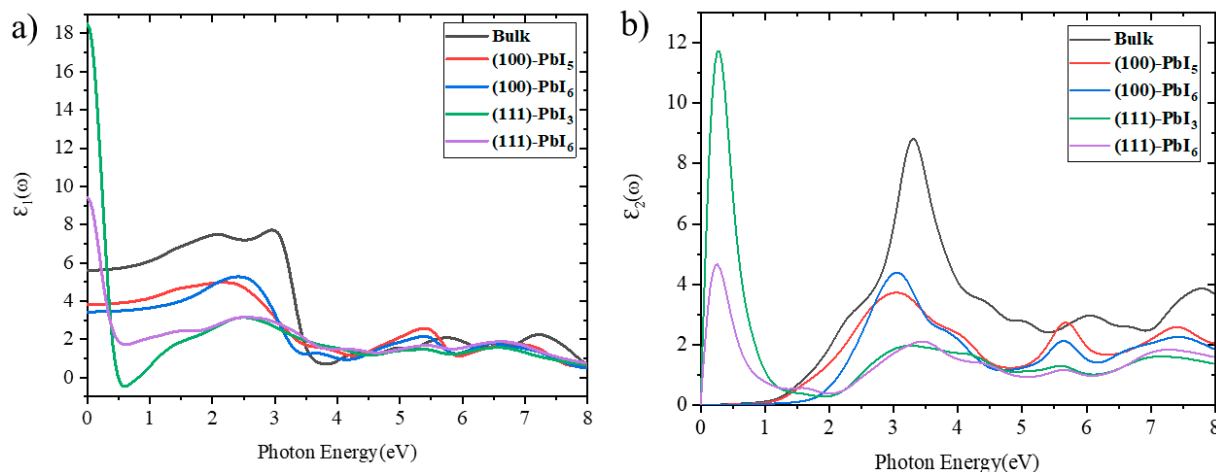 a)
Bulk
(100)-PbI₅
(100)-PbI₆
(111)-PbI₃
(111)-PbI₆
18
16
14
12
10
8
6
4
2
0
ε₁(ω)
0 1 2 3 4 5 6 7 8
Photon Energy(eV)
b)
Bulk
(100)-PbI₅
(100)-PbI₆
(111)-PbI₃
(111)-PbI₆
12
10
8
6
4
2
0
ε₂(ω)
0 1 2 3 4 5 6 7 8
Photon Energy(eV)